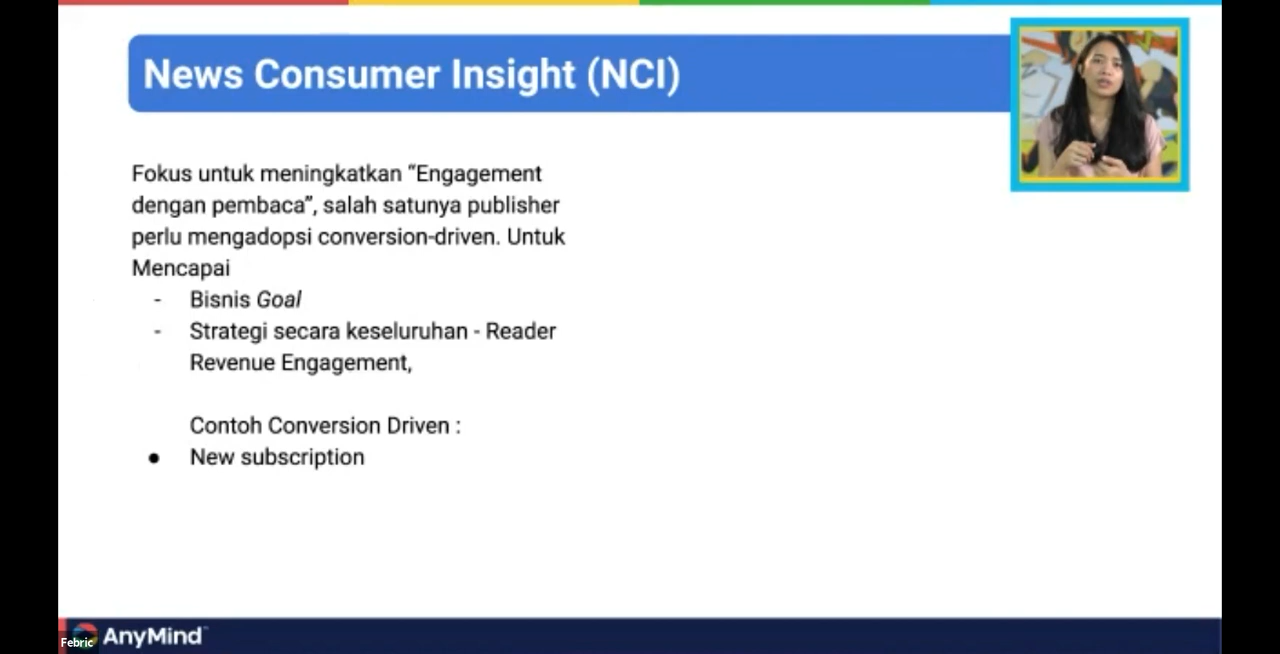 News Consumer Insight (NCI)
Fokus untuk meningkatkan “Engagement
dengan pembaca”, salah satunya publisher
perlu mengadopsi conversion-driven. Untuk
Mencapai
- Bisnis Goal
- Strategi secara keseluruhan - Reader
Revenue Engagement,
Contoh Conversion Driven :
● New subscription
Febric
AnyMind